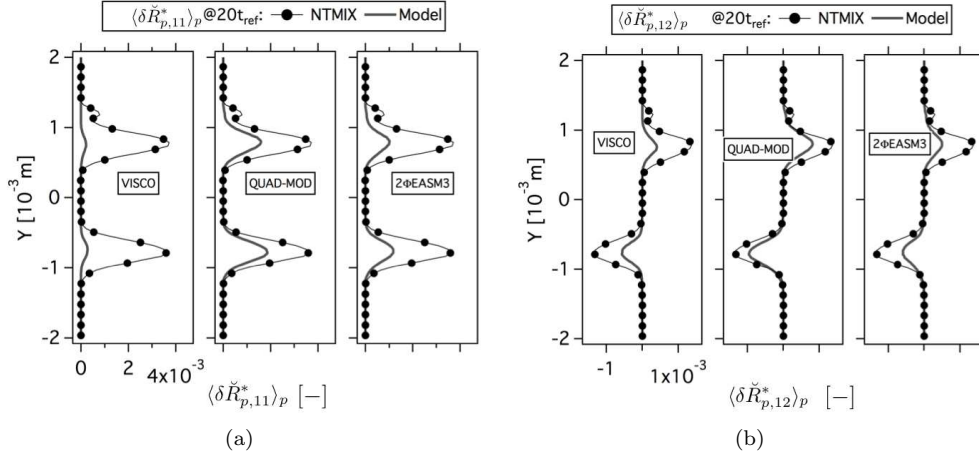 ⟨δR̆*p,11⟩p @20tref: NTMIX Model
2
1
0
-1
-2
Y [10⁻³m]
VISCO
QUAD-MOD
2ΦEASM3
0
2
4x10⁻³
⟨δR̆*p,11⟩p [−]
(a)
⟨δR̆*p,12⟩p @20tref: NTMIX Model
2
1
0
-1
-2
Y [10⁻³m]
VISCO
QUAD-MOD
2ΦEASM3
-1
1x10⁻³
⟨δR̆*p,12⟩p [−]
(b)